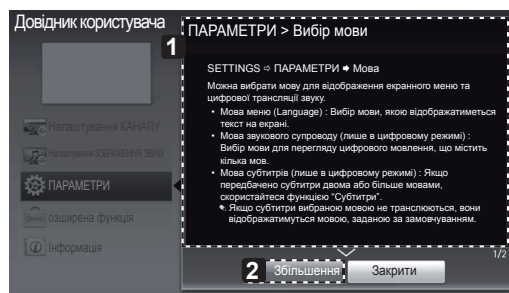 Довідник користувача
1
ПАРАМЕТРИ > Вибір мови
SETTINGS ⇨ ПАРАМЕТРИ ➧ Мова
Можна вибрати мову для відображення екранного меню та
цифрової трансляції звуку.
• Мова меню (Language) : Вибір мови, якою відображатиметься
текст на екрані.
• Мова звукового супроводу (лише в цифровому режимі) :
Вибір мови для перегляду цифрового мовлення, що містить
кілька мов.
• Мова субтитрів (лише в цифровому режимі) : Якщо
передбачено субтитри двома або більше мовами,
скористайтеся функцією “Субтитри”.
Якщо субтитри вибраною мовою не транслюються, вони
відображатимуться мовою, заданою за замовчуванням.
Налаштування КАНАЛУ
Налаштування ЗОБРАЖЕННЯ, ЗВУКУ
ПАРАМЕТРИ
озширена функція
Інформація
1/2
2
Збільшення
Закрити